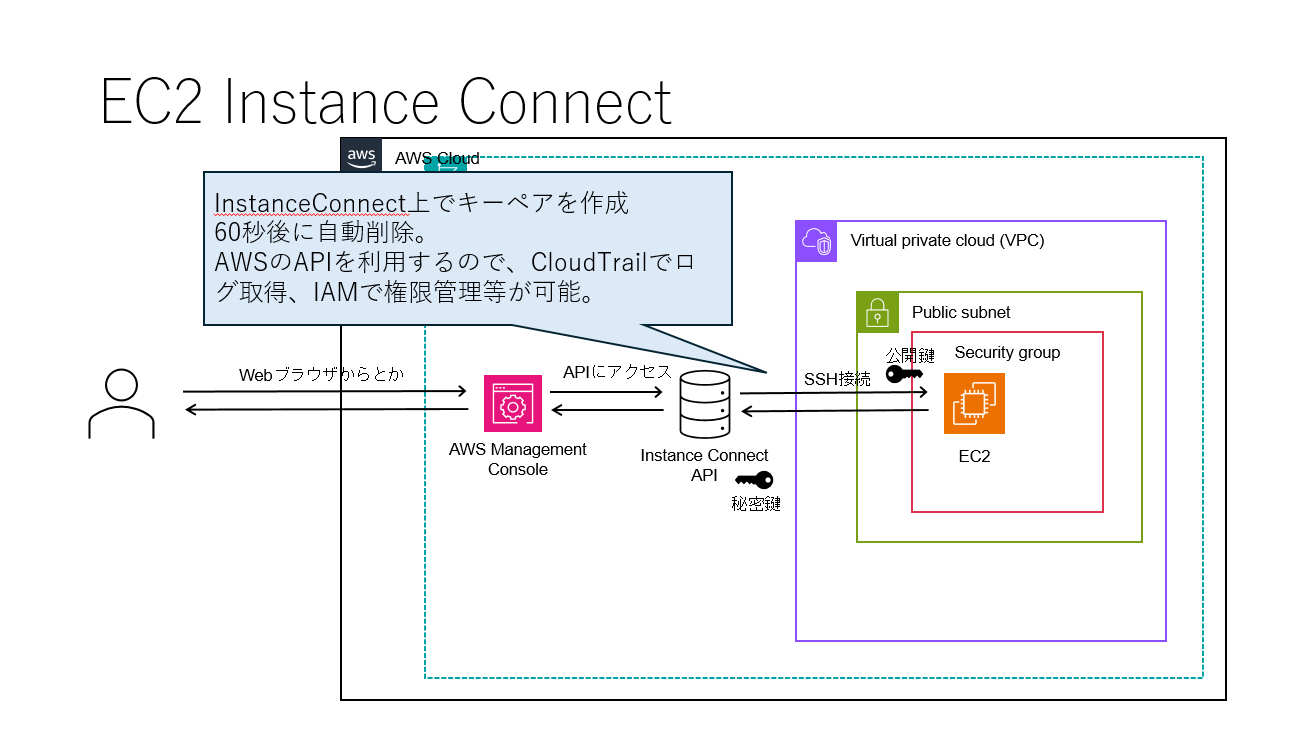 EC2 Instance Connect
aws
AWS Cloud
InstanceConnect上でキーペアを作成
60秒後に自動削除。
AWSのAPIを利用するので、CloudTrailでロ
グ取得、IAMで権限管理等が可能。
Virtual private cloud (VPC)
Public subnet
Security group
公開鍵
Webブラウザからとか
APIにアクセス
SSH接続
AWS Management
Console
Instance Connect
API
秘密鍵
EC2